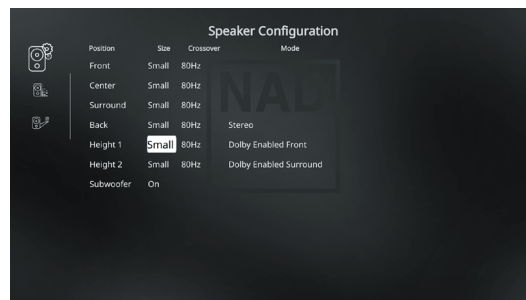 Speaker Configuration
Position Size Crossover Mode
Front Small 80Hz
Center Small 80Hz
Surround Small 80Hz
Back Small 80Hz Stereo
Height 1 Small 80Hz Dolby Enabled Front
Height 2 Small 80Hz Dolby Enabled Surround
Subwoofer On
NAD